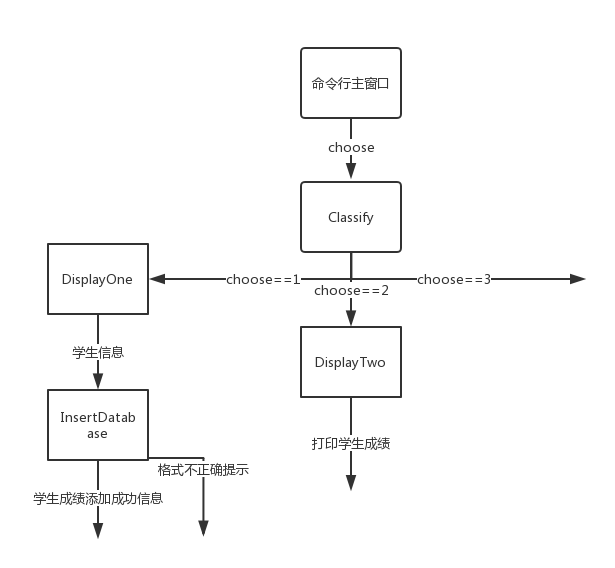 命令行主窗口
choose
Classify
DisplayOne
choose==1
choose==3
choose==2
学生信息
DisplayTwo
InsertDatab
ase
打印学生成绩
格式不正确提示
学生成绩添加成功信息